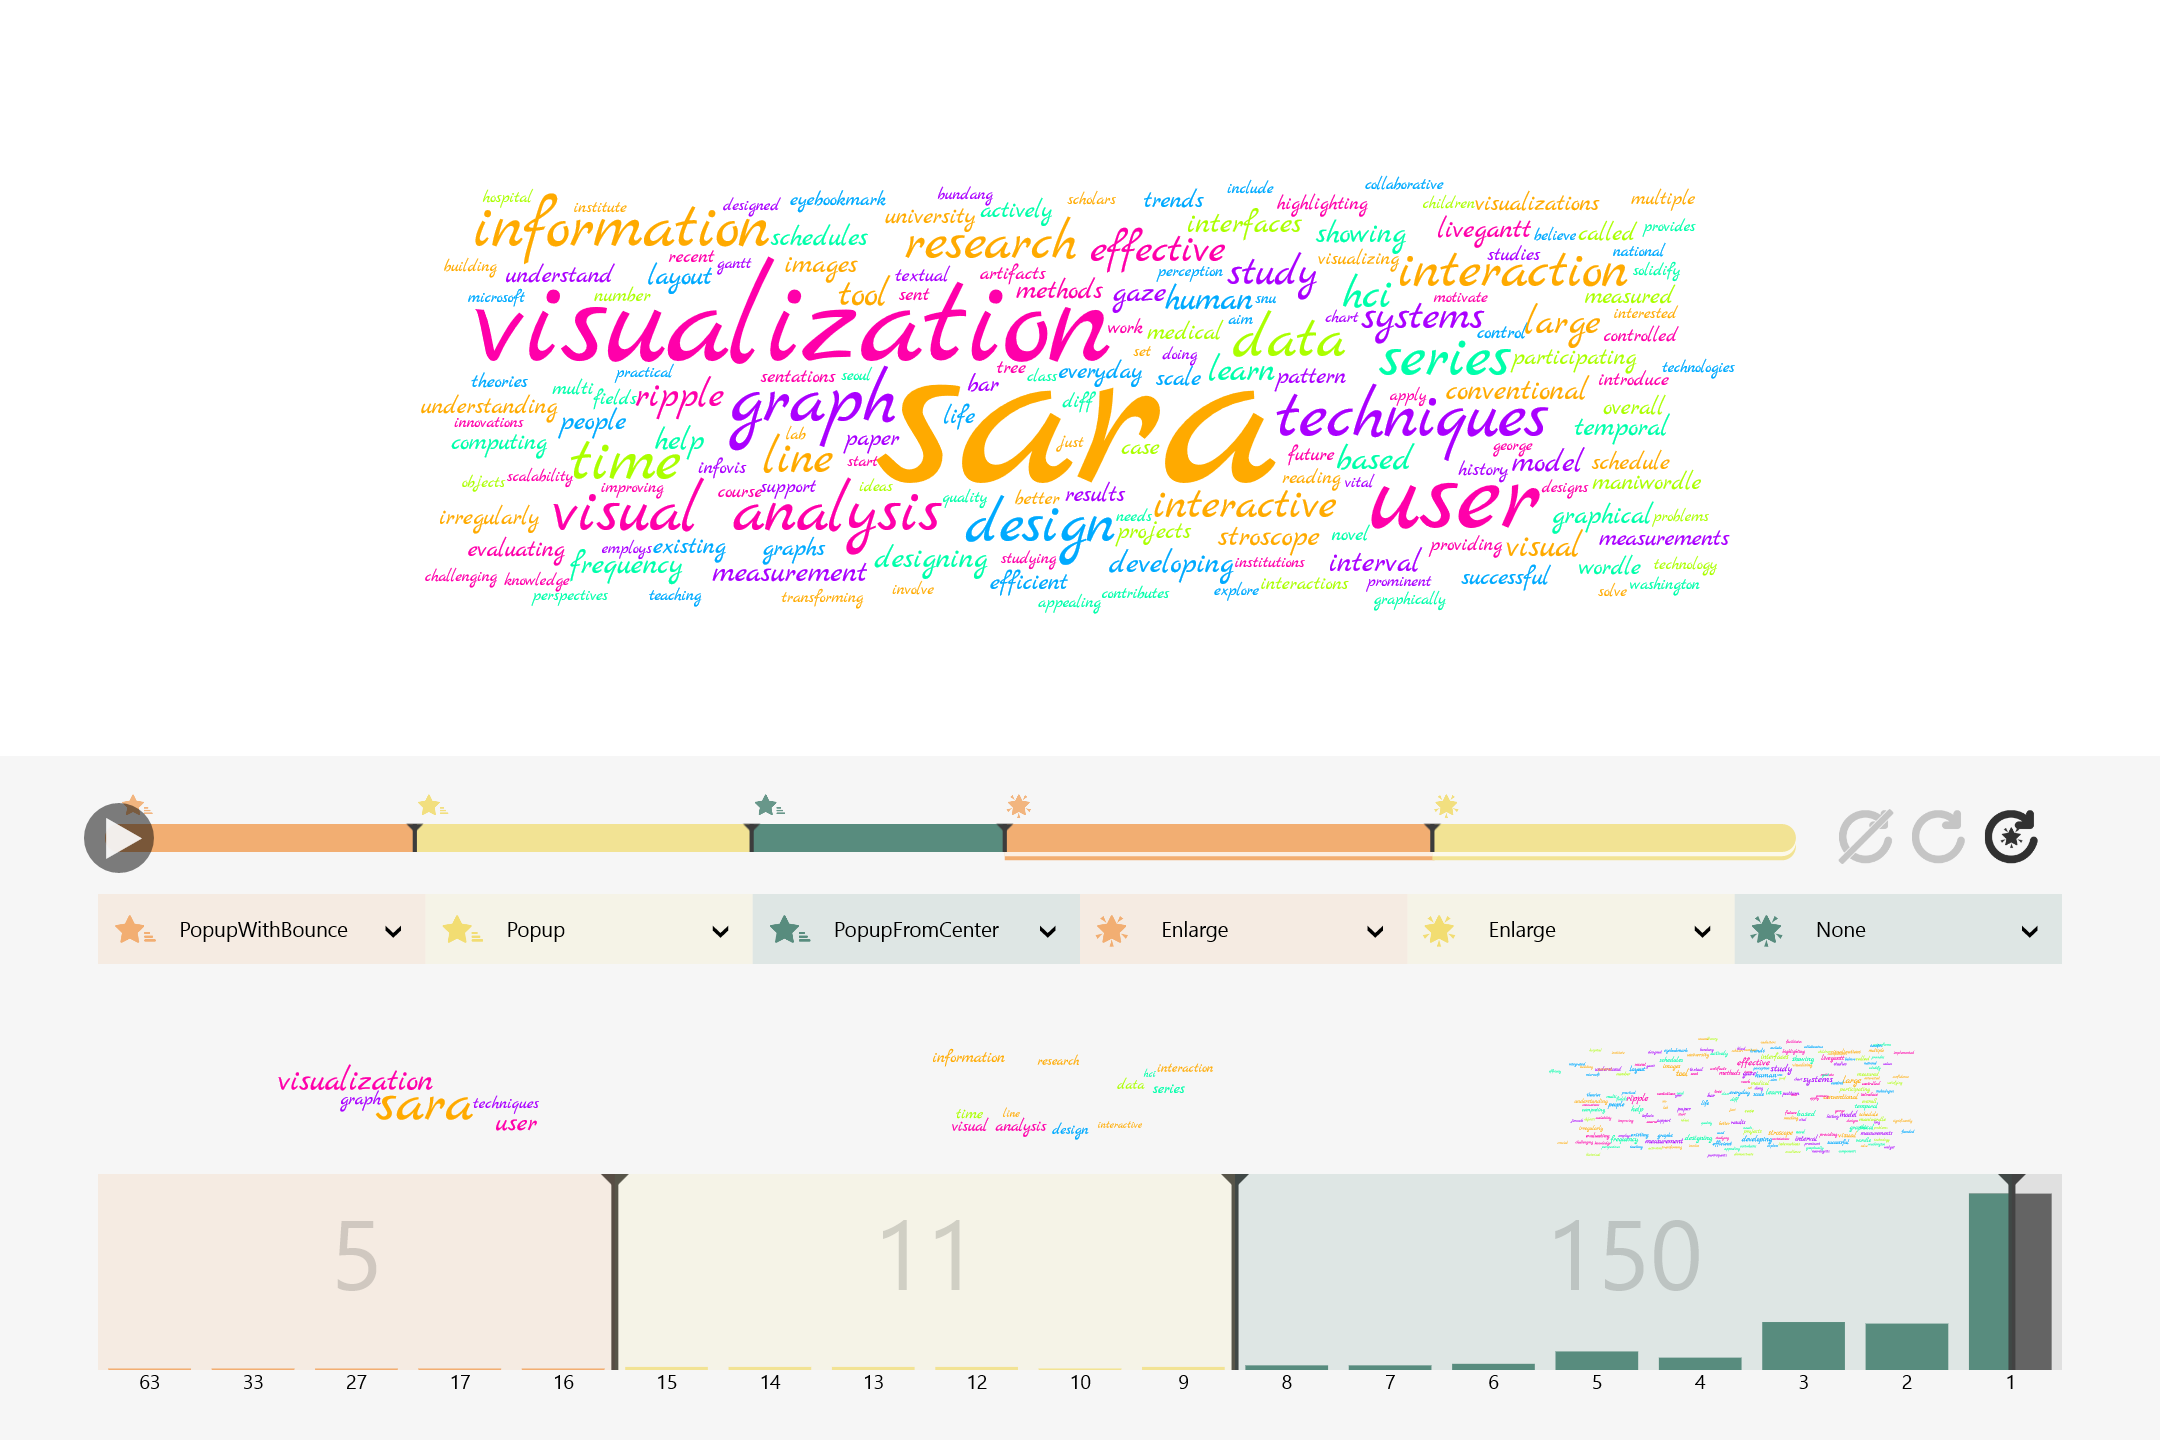 hospital institute designed eyebookmark bundang scholars trends include collaborative highlighting children visualizations multiple
information schedules university actively research effective interfaces showing livegantt believe called provides
building understand recent gantt layout images textual artifacts perception study visualizing interaction studies national solidify
microsoft number tool sent methods gaze human snu hci motivate measured
visualization work medical aim data chart systems control large interested controlled
set doing series participating
theories practical sentations seoul tree class everyday scale learn pattern introduce technologies
multi fields ripple graph bar sara diff techniques apply conventional overall
understanding innovations people life temporal
computing help lab paper just case george
time infovis line start future based history model schedule
objects scalability improving course support ideas quality better results reading vital user designs maniwordle
irregularly visual analysis design needs interactive projects stroscope novel graphical problems
evaluating employs existing graphs designing studying providing visual measurements
challenging knowledge frequency measurement efficient developing institutions interval prominent successful wordle technology
perspectives teaching transforming involve appealing contributes explore interactions graphically solve washington
PopupWithBounce
Popup
PopupFromCenter
Enlarge
Enlarge
None
visualization
graph sara techniques
user
information research interaction
hci
data series
time line
visual analysis design interactive
5
11
150
63 33 27 17 16 15 14 13 12 10 9 8 7 6 5 4 3 2 1